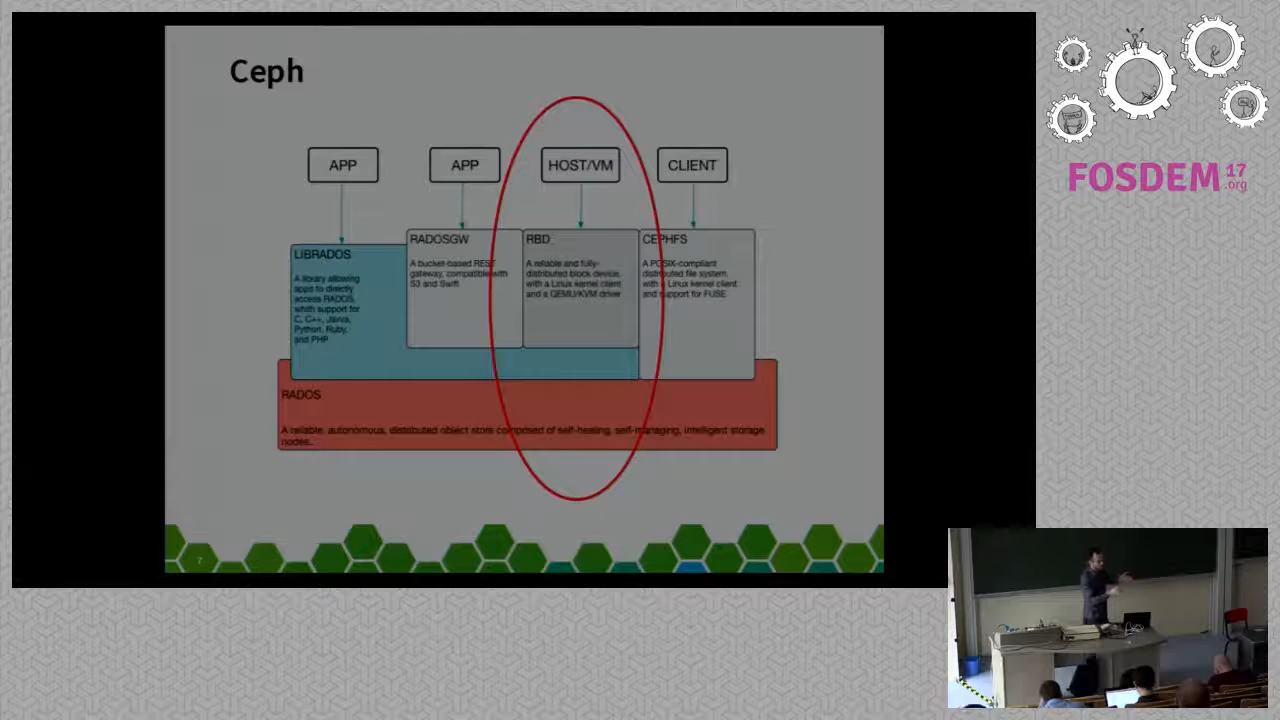 Ceph
APP
APP
HOST/VM
CLIENT
LIBRADOS
A library allowing
apps to directly
access RADOS,
with support for
C, C++, Java,
Python, Ruby,
and PHP
RADOSGW
A bucket-based REST
gateway, compatible with
S3 and Swift
RBD
A reliable and fully-
distributed block device,
with a Linux kernel client
and a QEMU/KVM driver
CEPHFS
A POSIX-compliant
distributed file system,
with a Linux kernel client
and support for FUSE
RADOS
A reliable, autonomous, distributed object store comprised of self-healing, self-managing, intelligent storage
nodes.
7
FOSDEM 17
.org